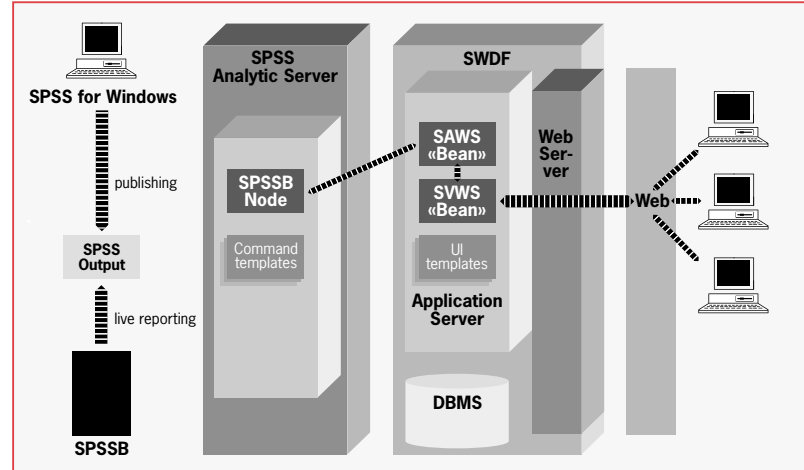 SPSS for Windows
publishing
SPSS
Output
live reporting
SPSSB
SPSS
Analytic Server
SPSSB
Node
Command
templates
SWDF
SAWS
«Bean»
SVWS
«Bean»
UI
templates
Application
Server
DBMS
Web
Ser-
ver
Web